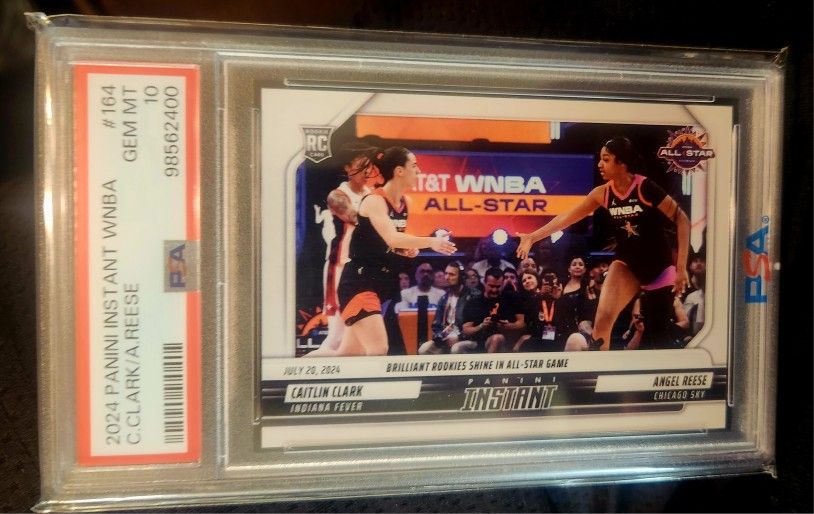 2024 PANINI INSTANT WNBA #164
C.CLARK/A.REESE GEM MT
10
98562400
PSA
ROOKIE
RC
CARD
ALL STAR
AT&T WNBA
ALL-STAR
WNBA
JULY 20, 2024 BRILLIANT ROOKIES SHINE IN ALL-STAR GAME
CAITLIN CLARK
INDIANA FEVER
PANINI
INSTANT
ANGEL REESE
CHICAGO SKY
PSA